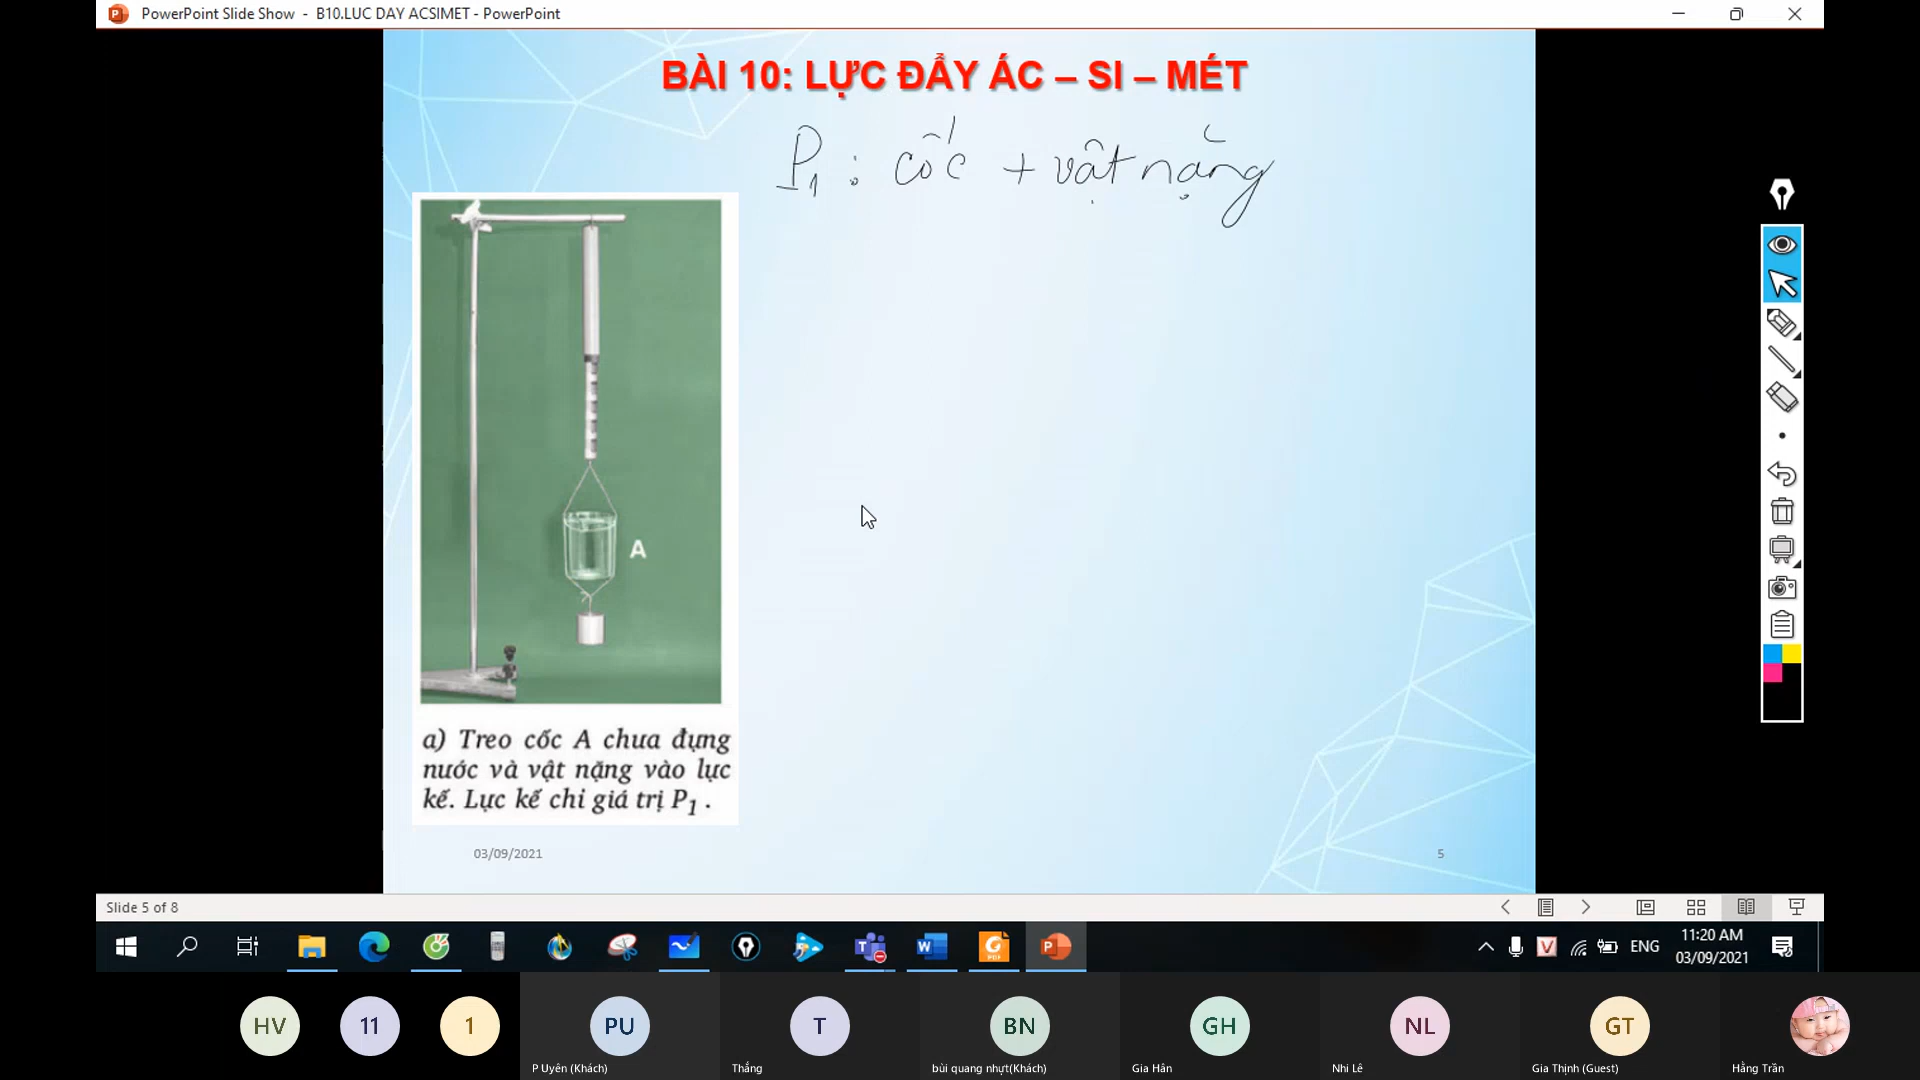 PowerPoint Slide Show - B10.LUC DAY ACSIMET - PowerPoint
BÀI 10: LỰC ĐẨY ÁC – SI – MÉT
P1 : cốc + vật nặng
A
a) Treo cốc A chưa đựng
nước và vật nặng vào lực
kế. Lực kế chỉ giá trị P1 .
03/09/2021
5
Slide 5 of 8
ENG
11:20 AM
03/09/2021
HV
11
1
PU
T
BN
GH
NL
GT
P Uyên (Khách)
Thắng
bùi quang nhựt(Khách)
Gia Hân
Nhi Lê
Gia Thịnh (Guest)
Hằng Trần